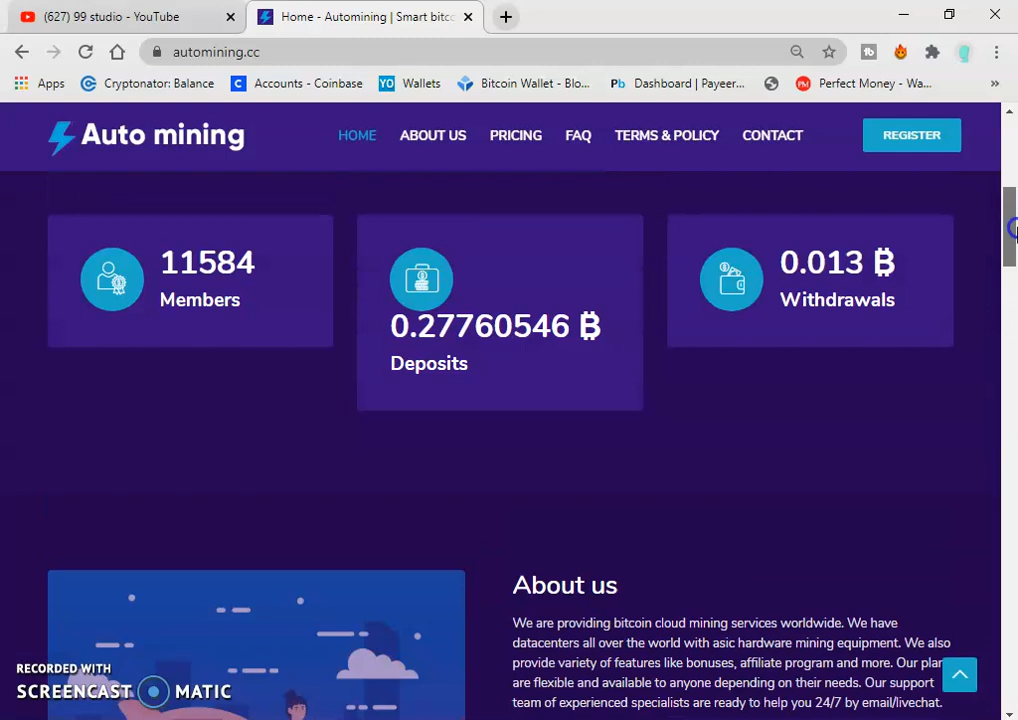 (627) 99 studio - YouTube
Home - Automining | Smart bitco
automining.cc
Apps
Cryptonator: Balance
Accounts - Coinbase
YO Wallets
Bitcoin Wallet - Blo...
Pb Dashboard | Payeer...
PM Perfect Money - Wa...
Auto mining
HOME
ABOUT US
PRICING
FAQ
TERMS & POLICY
CONTACT
REGISTER
11584
Members
0.27760546 ₿
Deposits
0.013 ₿
Withdrawals
About us
We are providing bitcoin cloud mining services worldwide. We have
datacenters all over the world with asic hardware mining equipment. We also
provide variety of features like bonuses, affiliate program and more. Our plan
are flexible and available to anyone depending on their needs. Our support
team of experienced specialists are ready to help you 24/7 by email/livechat.
RECORDED WITH
SCREENCAST MATIC